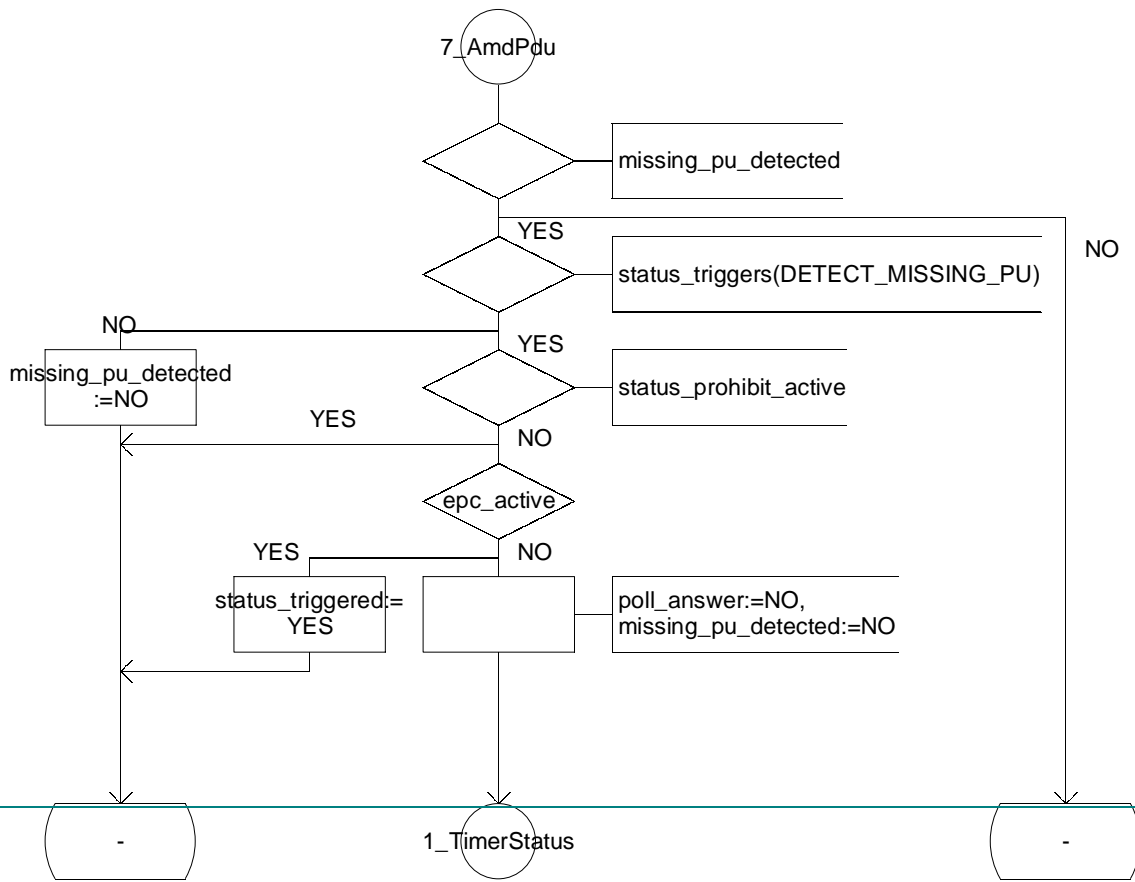 7_AmdPdu
missing_pu_detected
YES
NO
status_triggers(DETECT_MISSING_PU)
NO
YES
missing_pu_detected
:=NO
status_prohibit_active
YES
NO
epc_active
YES
NO
status_triggered:=
YES
poll_answer:=NO,
missing_pu_detected:=NO
-
1_TimerStatus
-